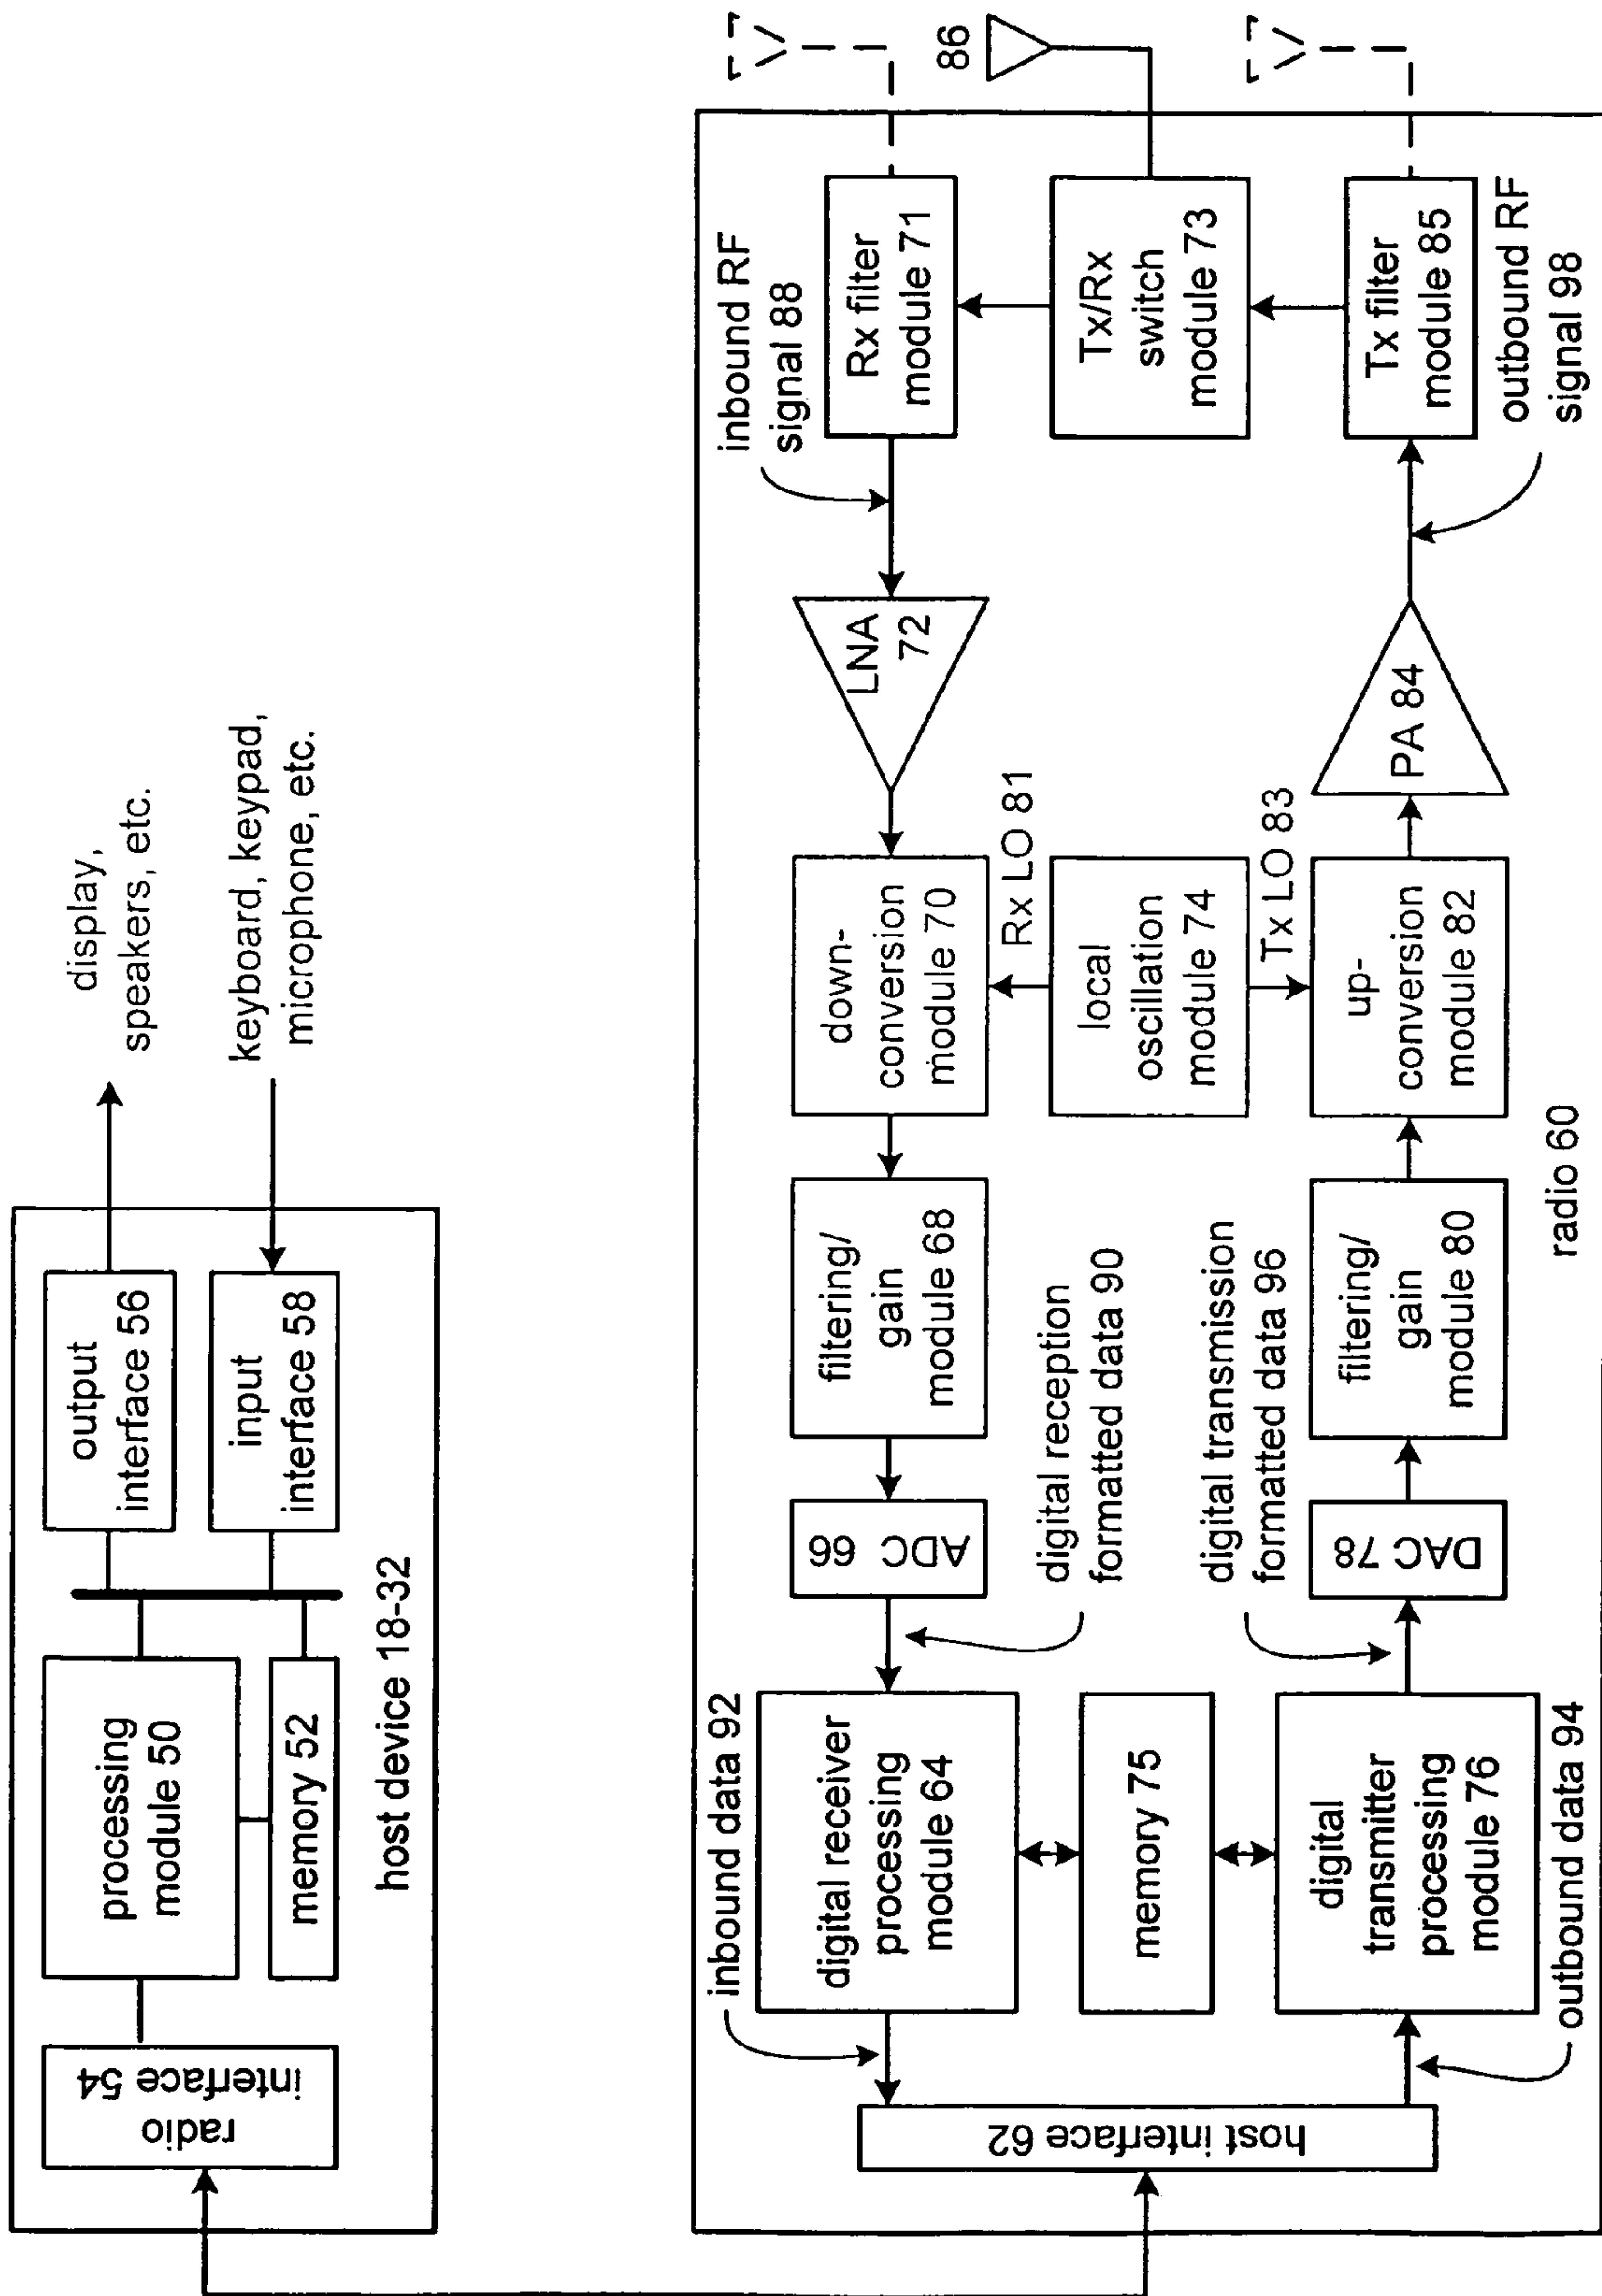 radio
interface 54
processing
module 50
memory 52
output
interface 56
input
interface 58
host device 18-32
display,
speakers, etc.
keyboard, keypad,
microphone, etc.
host interface 62
inbound data 92
digital receiver
processing
module 64
memory 75
digital
transmitter
processing
module 76
outbound data 94
ADC 66
digital reception
formatted data 90
digital transmission
formatted data 96
DAC 78
filtering/
gain
module 68
filtering/
gain
module 80
down-
conversion
module 70
Rx LO 81
local
oscillation
module 74
Tx LO 83
up-
conversion
module 82
radio 60
LNA
72
PA 84
inbound RF
signal 88
Rx filter
module 71
Tx/Rx
switch
module 73
Tx filter
module 85
outbound RF
signal 98
86